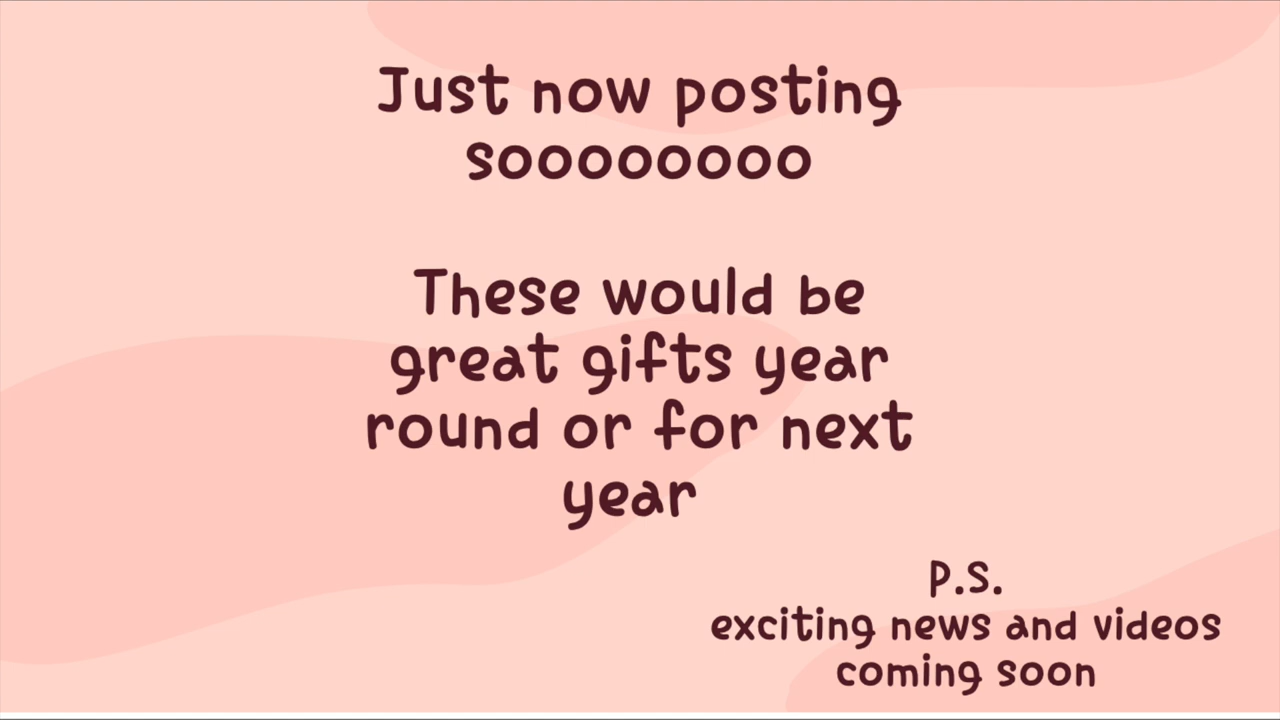 Just now posting
soooooooo
These would be
great gifts year
round or for next
year
P.S.
exciting news and videos
coming soon